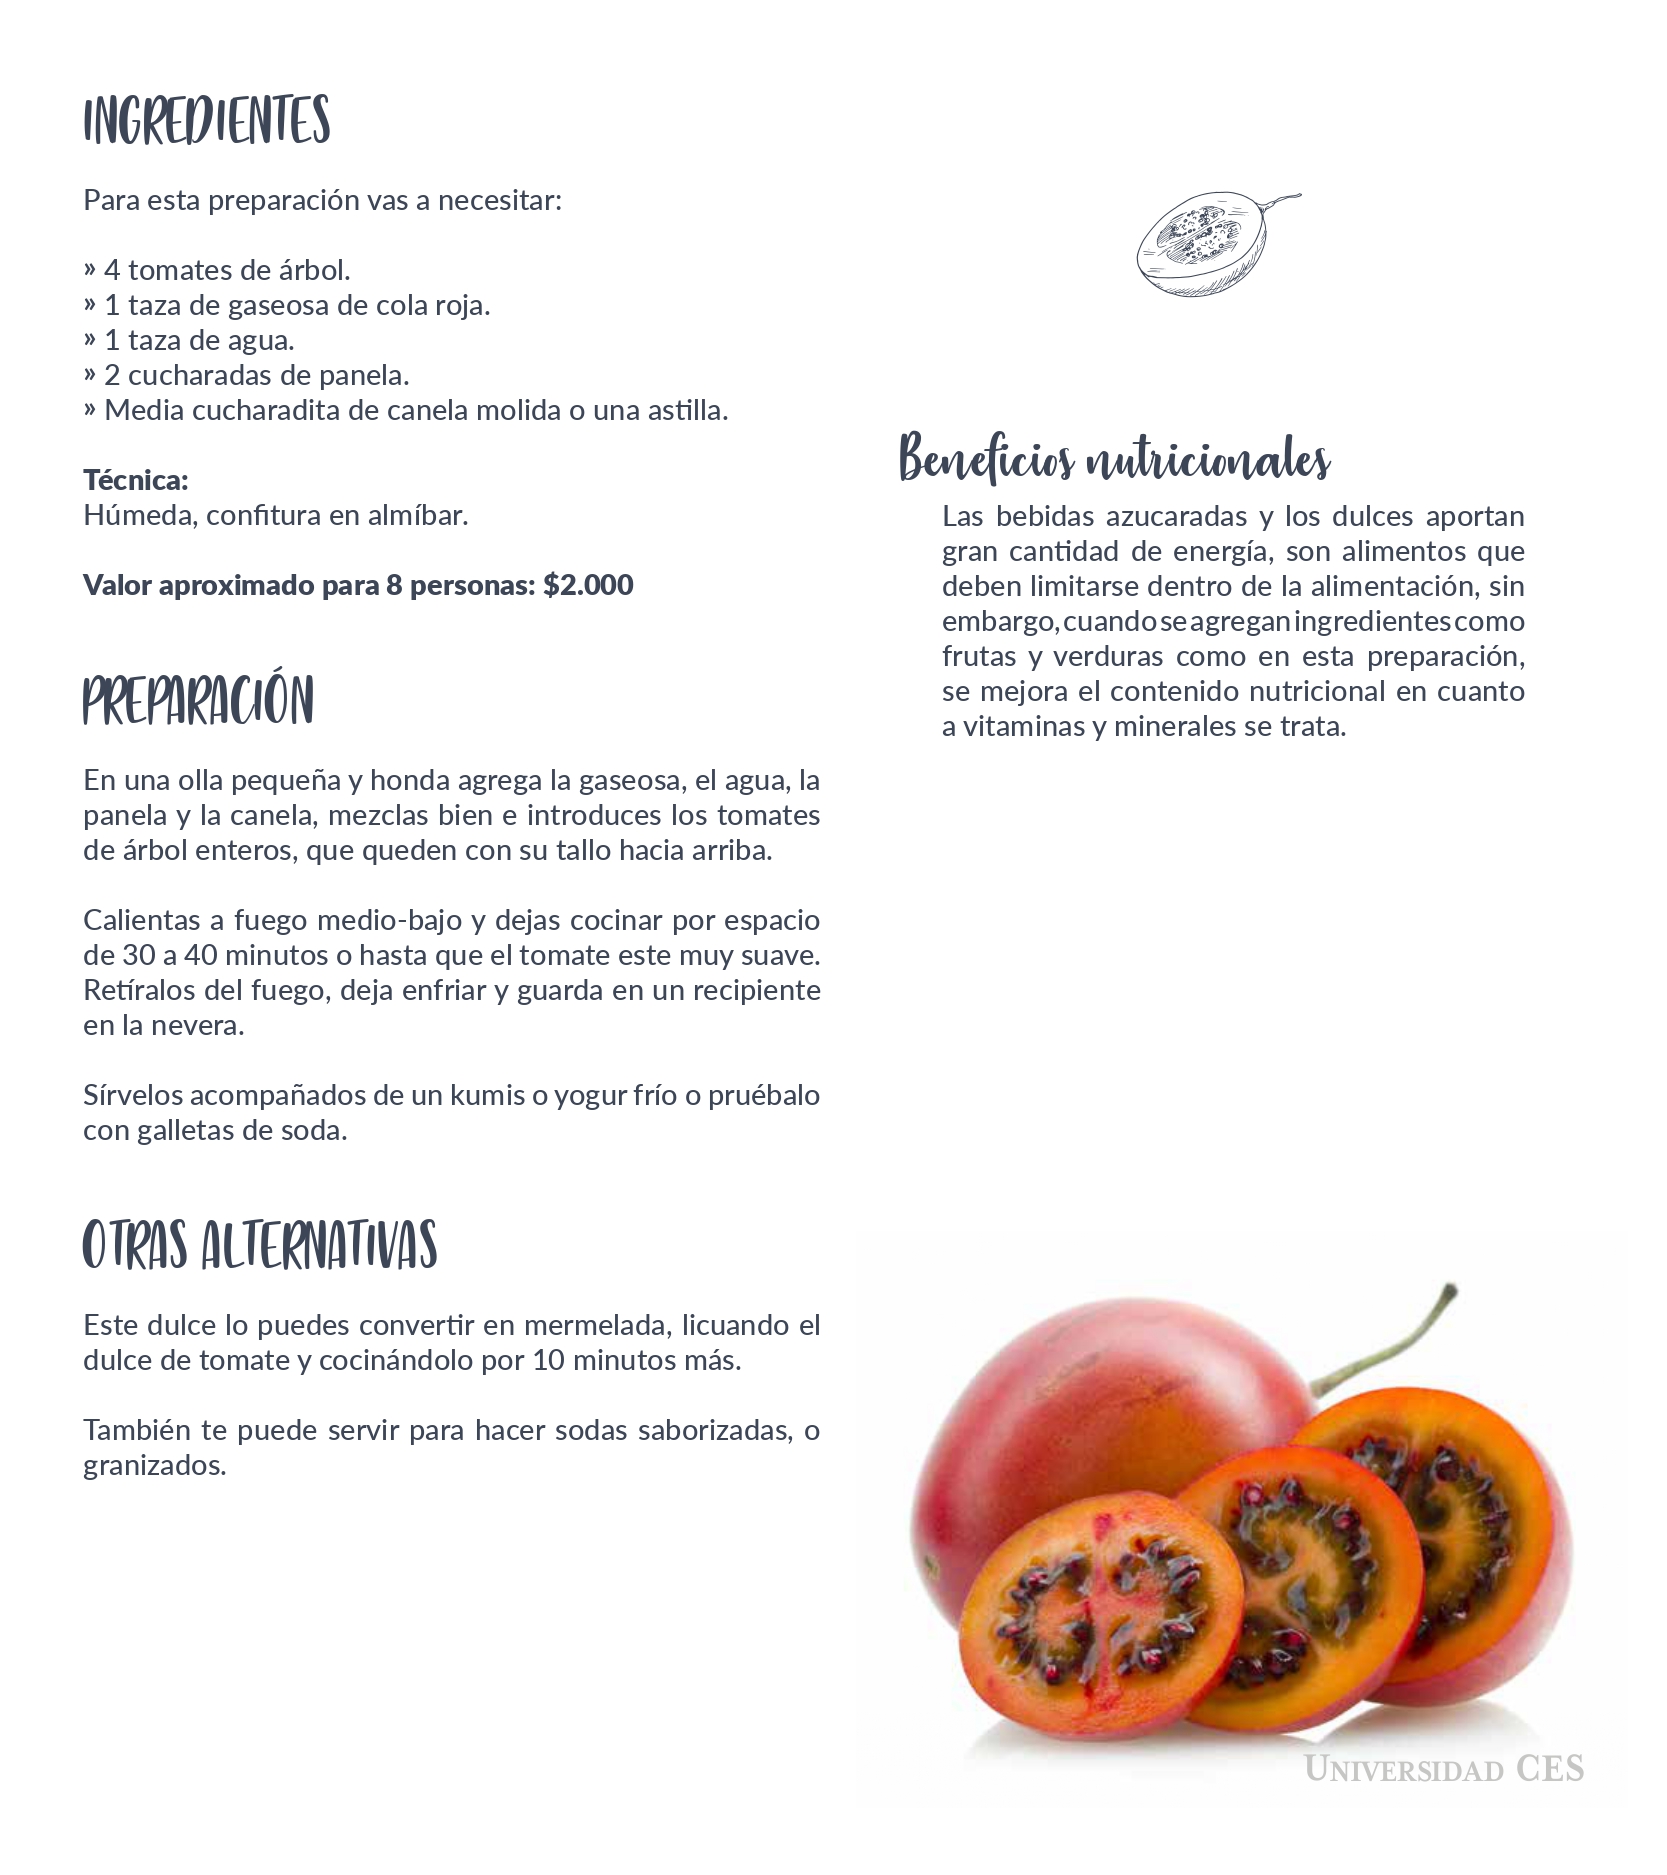 INGREDIENTES
Para esta preparación vas a necesitar:
» 4 tomates de árbol.
» 1 taza de gaseosa de cola roja.
» 1 taza de agua.
» 2 cucharadas de panela.
» Media cucharadita de canela molida o una astilla.
Técnica:
Húmeda, confitura en almíbar.
Valor aproximado para 8 personas: $2.000
PREPARACIÓN
En una olla pequeña y honda agrega la gaseosa, el agua, la
panela y la canela, mezclas bien e introduces los tomates
de árbol enteros, que queden con su tallo hacia arriba.
Calientas a fuego medio-bajo y dejas cocinar por espacio
de 30 a 40 minutos o hasta que el tomate este muy suave.
Retíralos del fuego, deja enfriar y guarda en un recipiente
en la nevera.
Sírvelos acompañados de un kumis o yogur frío o pruébalo
con galletas de soda.
OTRAS ALTERNATIVAS
Este dulce lo puedes convertir en mermelada, licuando el
dulce de tomate y cocinándolo por 10 minutos más.
También te puede servir para hacer sodas saborizadas, o
granizados.
Beneficios nutricionales
Las bebidas azucaradas y los dulces aportan
gran cantidad de energía, son alimentos que
deben limitarse dentro de la alimentación, sin
embargo, cuando se agregan ingredientes como
frutas y verduras como en esta preparación,
se mejora el contenido nutricional en cuanto
a vitaminas y minerales se trata.
UNIVERSIDAD CES